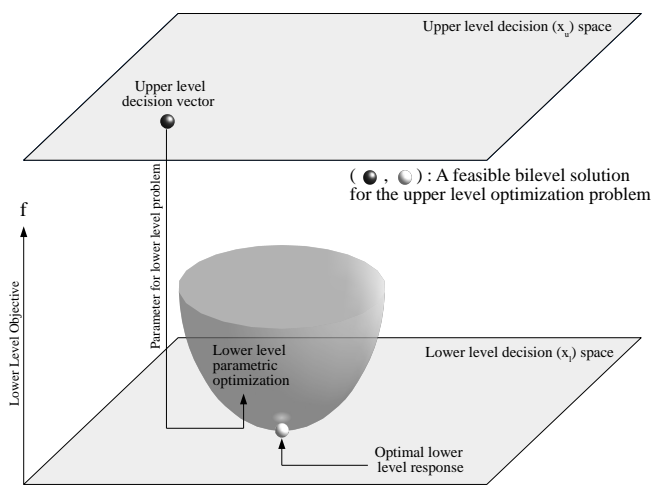 Upper level decision (x_u) space
Upper level
decision vector
( , ) : A feasible bilevel solution
for the upper level optimization problem
Parameter for lower level problem
f
Lower Level Objective
Lower level
parametric
optimization
Lower level decision (x_l) space
Optimal lower
level response